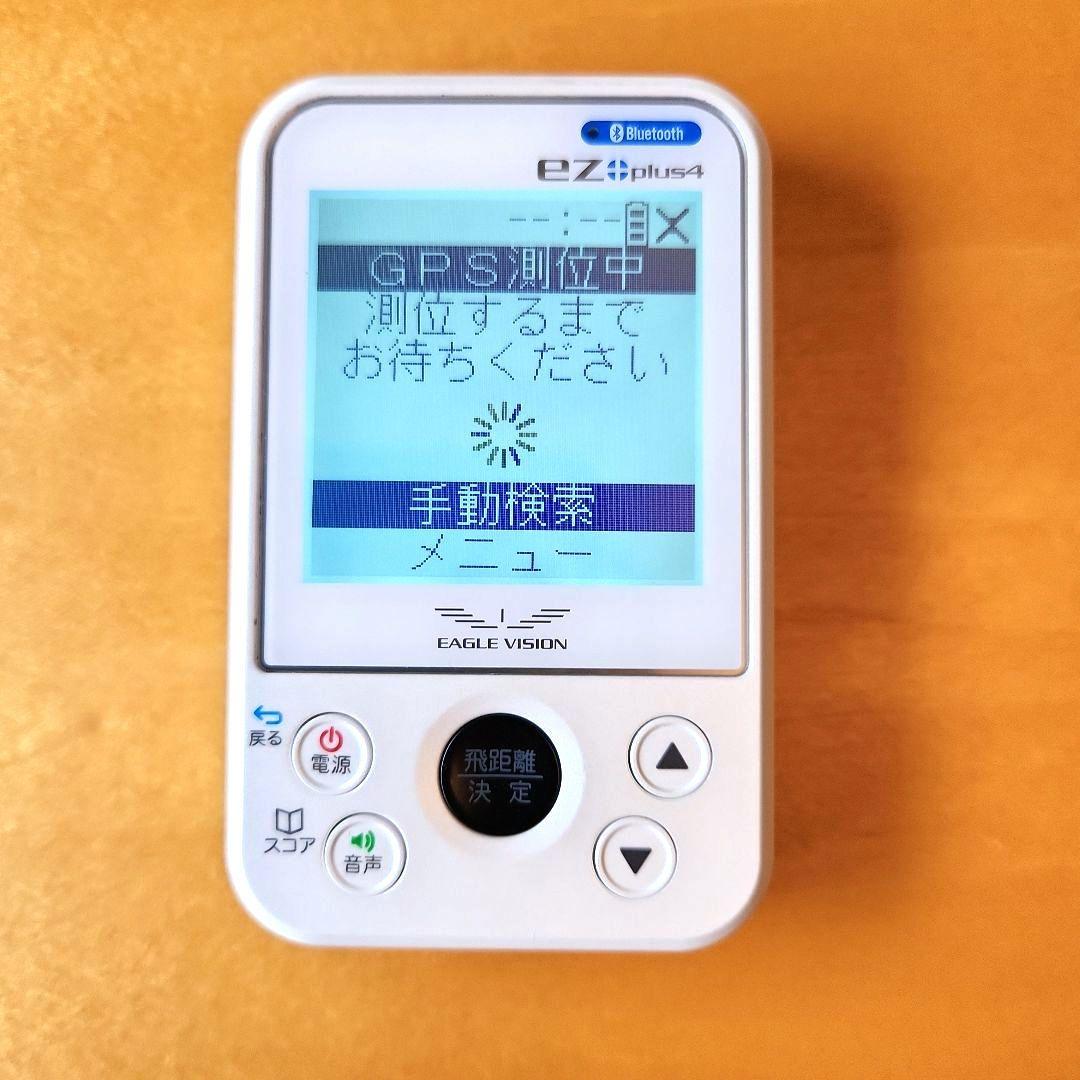 Bluetooth
ez plus4
--:--
GPS測位中
測位するまで
お待ちください
手動検索
メニュー
EAGLE VISION
戻る
電源
飛距離
決定
スコア
音声